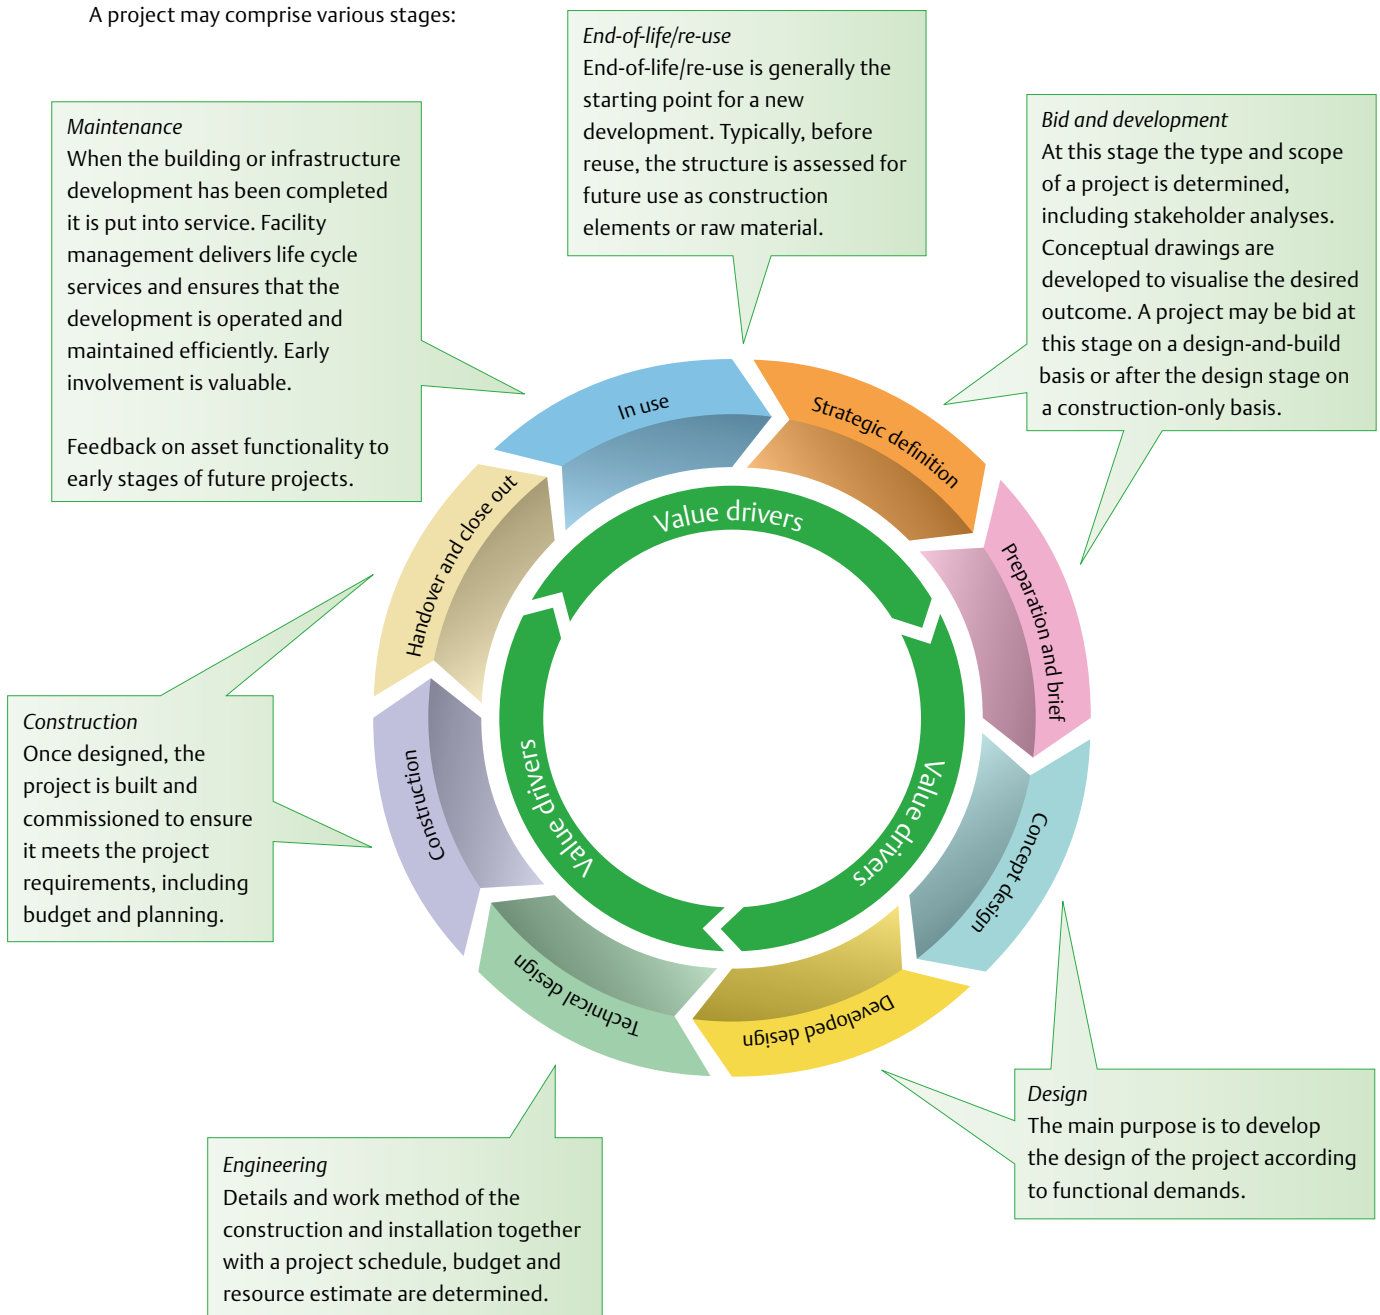 A project may comprise various stages:
End-of-life/re-use
End-of-life/re-use is generally the
starting point for a new
development. Typically, before
reuse, the structure is assessed for
future use as construction
elements or raw material.
Maintenance
When the building or infrastructure
development has been completed
it is put into service. Facility
management delivers life cycle
services and ensures that the
development is operated and
maintained efficiently. Early
involvement is valuable.
Feedback on asset functionality to
early stages of future projects.
Bid and development
At this stage the type and scope
of a project is determined,
including stakeholder analyses.
Conceptual drawings are
developed to visualise the desired
outcome. A project may be bid at
this stage on a design-and-build
basis or after the design stage on
a construction-only basis.
In use
Strategic definition
Preparation and brief
Concept design
Developed design
Technical design
Construction
Handover and close out
Value drivers
Value drivers
Value drivers
Construction
Once designed, the
project is built and
commissioned to ensure
it meets the project
requirements, including
budget and planning.
Design
The main purpose is to develop
the design of the project according
to functional demands.
Engineering
Details and work method of the
construction and installation together
with a project schedule, budget and
resource estimate are determined.